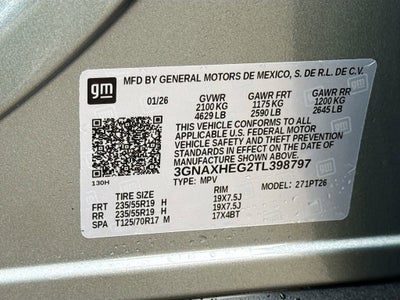 gm
MFD BY GENERAL MOTORS DE MEXICO, S. DE R.L. DE C.V.
01/26 GVWR GAWR FRT GAWR RR
2100 KG 1175 KG 1200 KG
4629 LB 2590 LB 2645 LB
THIS VEHICLE CONFORMS TO ALL
APPLICABLE U.S. FEDERAL MOTOR
VEHICLE SAFETY AND THEFT PREVENTION
STANDARDS IN EFFECT ON THE DATE OF
MANUFACTURE SHOWN ABOVE.
3GNAXHEG2TL398797
130H TYPE: MPV MODEL: 271PT26
TIRE SIZE RIM
FRT 235/55R19 H 19X7.5J
RR 235/55R19 H 19X7.5J
SPA T125/70R17 M 17X4BT